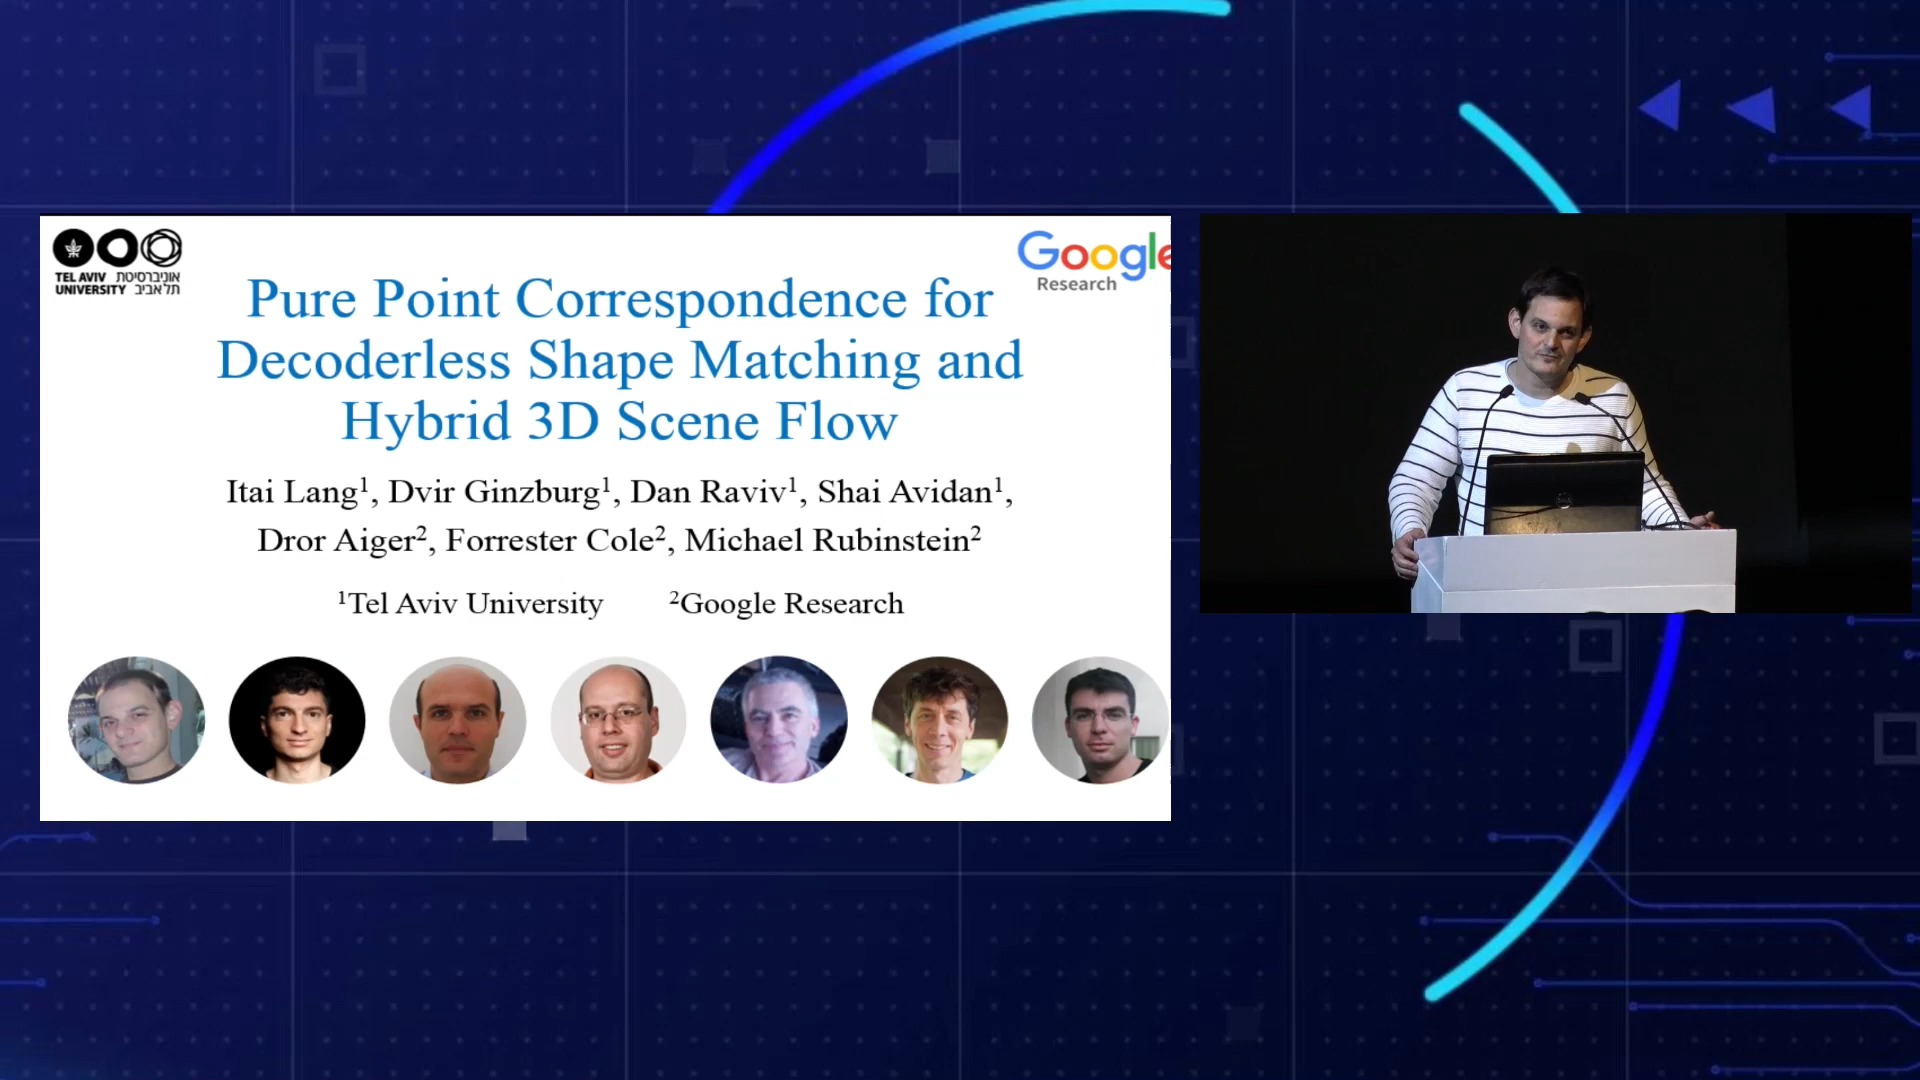 TEL AVIV אוניברסיטת
UNIVERSITY תל אביב
Google
Research
Pure Point Correspondence for
Decoderless Shape Matching and
Hybrid 3D Scene Flow
Itai Lang¹, Dvir Ginzburg¹, Dan Raviv¹, Shai Avidan¹,
Dror Aiger², Forrester Cole², Michael Rubinstein²
¹Tel Aviv University ²Google Research